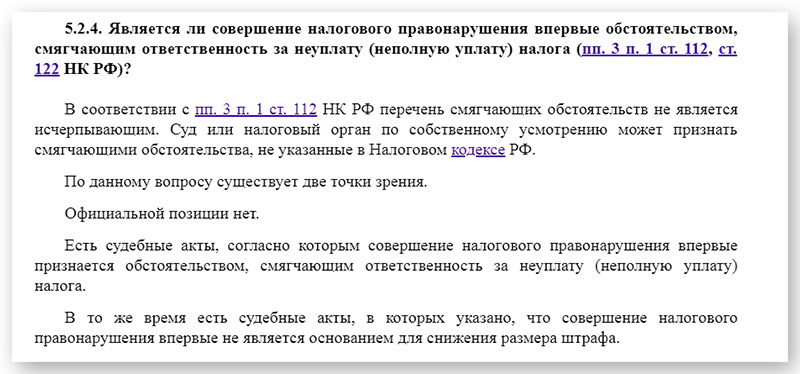 5.2.4. Является ли совершение налогового правонарушения впервые обстоятельством,
смягчающим ответственность за неуплату (неполную уплату) налога (пп. 3 п. 1 ст. 112, ст.
122 НК РФ)?
В соответствии с пп. 3 п. 1 ст. 112 НК РФ перечень смягчающих обстоятельств не является
исчерпывающим. Суд или налоговый орган по собственному усмотрению может признать
смягчающими обстоятельства, не указанные в Налоговом кодексе РФ.
По данному вопросу существует две точки зрения.
Официальной позиции нет.
Есть судебные акты, согласно которым совершение налогового правонарушения впервые
признается обстоятельством, смягчающим ответственность за неуплату (неполную уплату)
налога.
В то же время есть судебные акты, в которых указано, что совершение налогового
правонарушения впервые не является основанием для снижения размера штрафа.